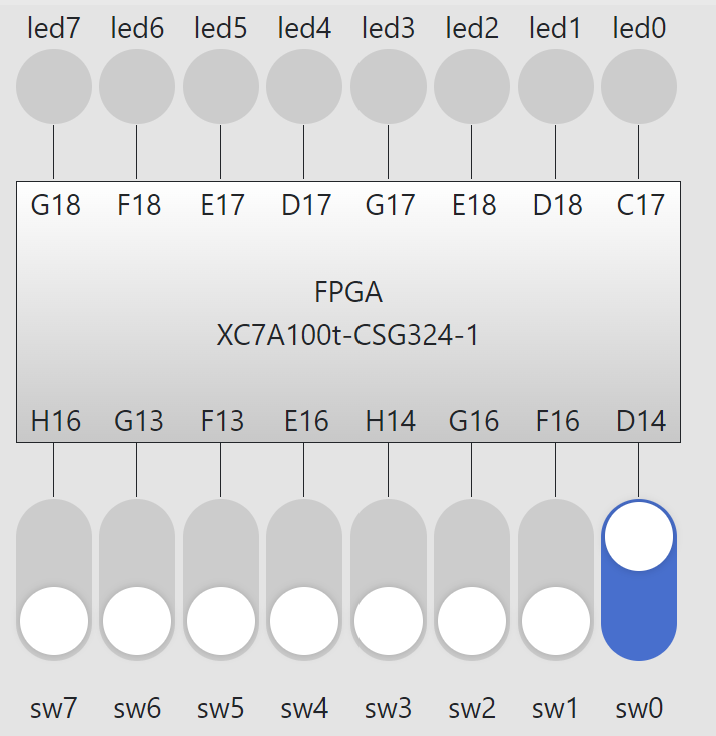 led7 led6 led5 led4 led3 led2 led1 led0
G18 F18 E17 D17 G17 E18 D18 C17
FPGA
XC7A100t-CSG324-1
H16 G13 F13 E16 H14 G16 F16 D14
sw7 sw6 sw5 sw4 sw3 sw2 sw1 sw0